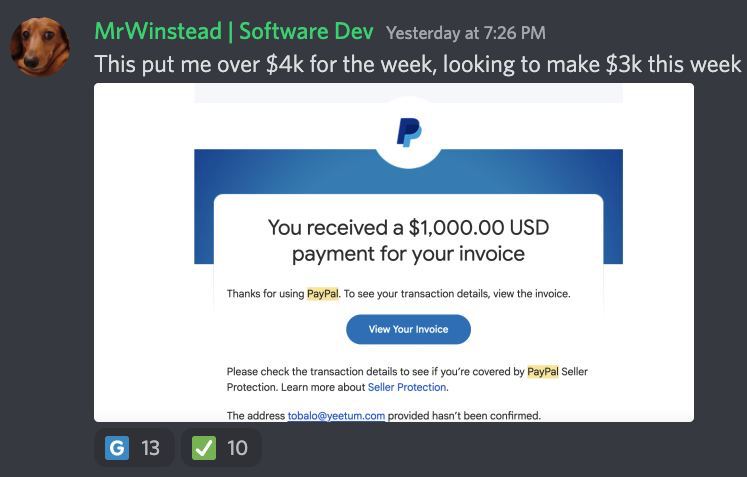 MrWinstead | Software Dev Yesterday at 7:26 PM
This put me over $4k for the week, looking to make $3k this week
You received a $1,000.00 USD
payment for your invoice
Thanks for using PayPal. To see your transaction details, view the invoice.
View Your Invoice
Please check the transaction details to see if you're covered by PayPal Seller
Protection. Learn more about Seller Protection.
The address tobalo@yeetum.com provided hasn't been confirmed.
G 13 10